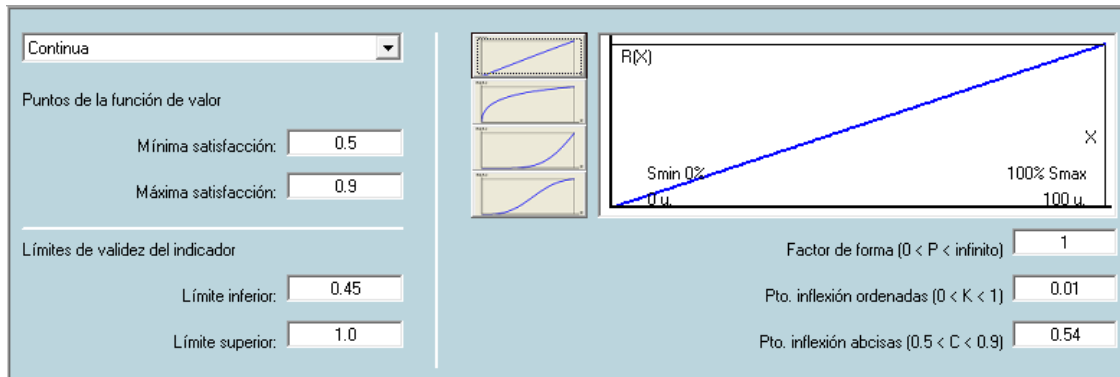 Continua
Puntos de la función de valor
Mínima satisfacción: 0.5
Máxima satisfacción: 0.9
Límites de validez del indicador
Límite inferior: 0.45
Límite superior: 1.0
R(X)
X
Smin 0%
100% Smax
0 u.
100 u.
Factor de forma (0 < P < infinito) 1
Pto. inflexión ordenadas (0 < K < 1) 0.01
Pto. inflexión abcisas (0.5 < C < 0.9) 0.54